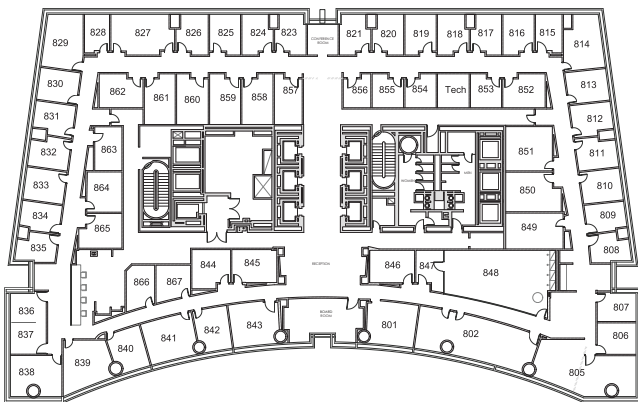 829 828 827 826 825 824 823 CONFERENCE ROOM 821 820 819 818 817 816 815 814
830 862 861 860 859 858 857 856 855 854 Tech 853 852 813
831 812
832 863 851 811
833 864 850 810
834 865 849 809
835 808
866 867 844 845 RECEPTION 846 847 848
836 807
837 806
838 839 840 841 842 843 BOARD ROOM 801 802 805